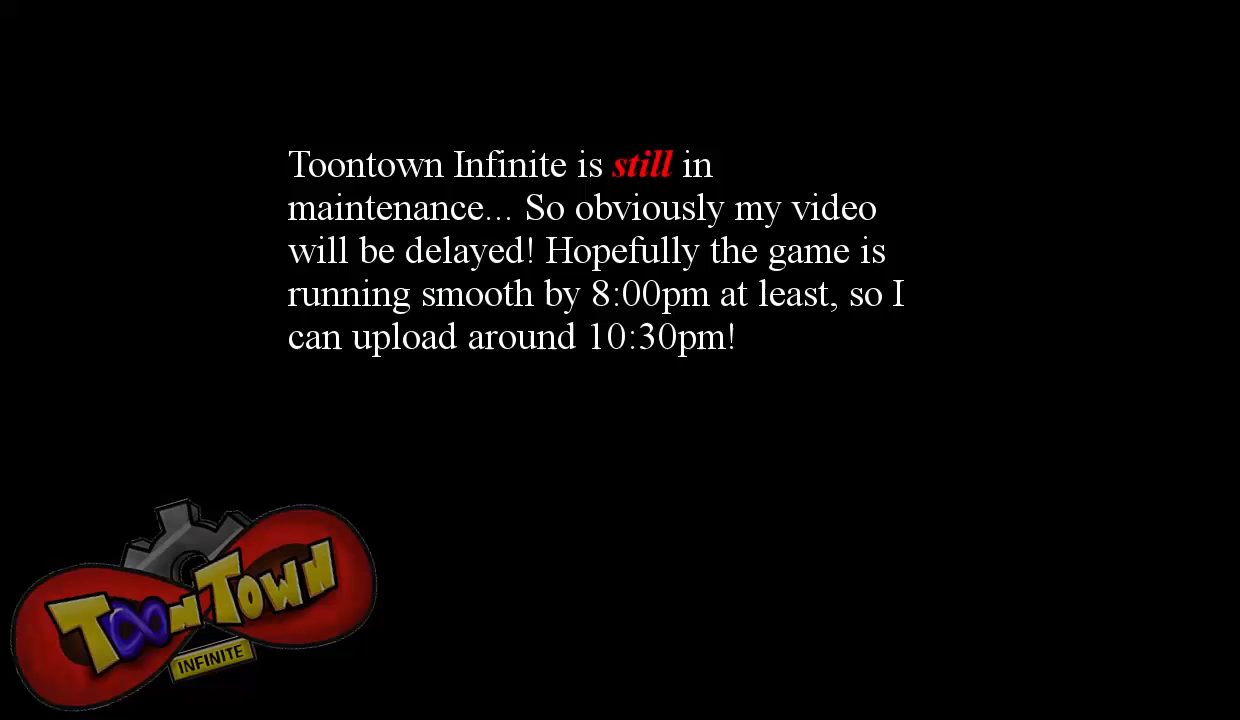 Toontown Infinite is still in
maintenance... So obviously my video
will be delayed! Hopefully the game is
running smooth by 8:00pm at least, so I
can upload around 10:30pm!
TOONTOWN
INFINITE